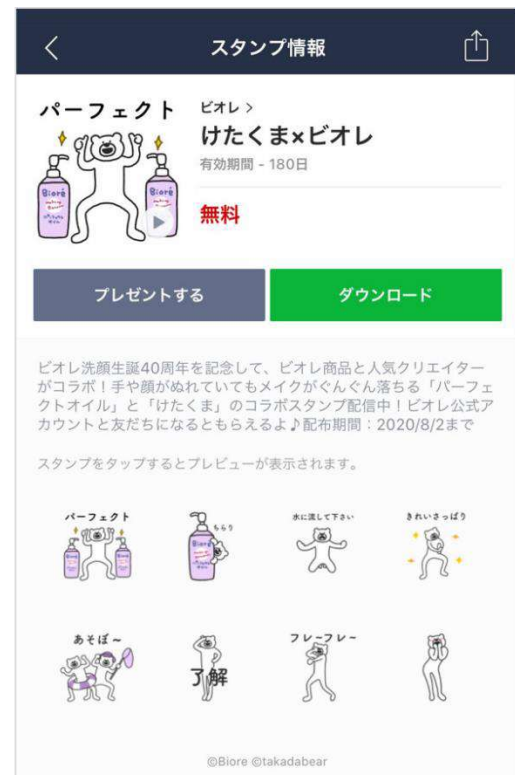 スタンプ情報
パーフェクト
ビオレ >
けたくま×ビオレ
有効期間 - 180日
無料
Bioré
Bioré
プレゼントする
ダウンロード
ビオレ洗顔生誕40周年を記念して、ビオレ商品と人気クリエイター
がコラボ！手や顔がぬれていてもメイクがぐんぐん落ちる「パーフェ
クトオイル」と「けたくま」のコラボスタンプ配信中！ビオレ公式ア
カウントと友だちになるともらえるよ♪配布期間：2020/8/2まで
スタンプをタップするとプレビューが表示されます。
パーフェクト
ちらり
Bioré
水に流して下さい
きれいさっぱり
あそぼ〜
了解
フレ〜フレ〜
©Biore ©takadabear